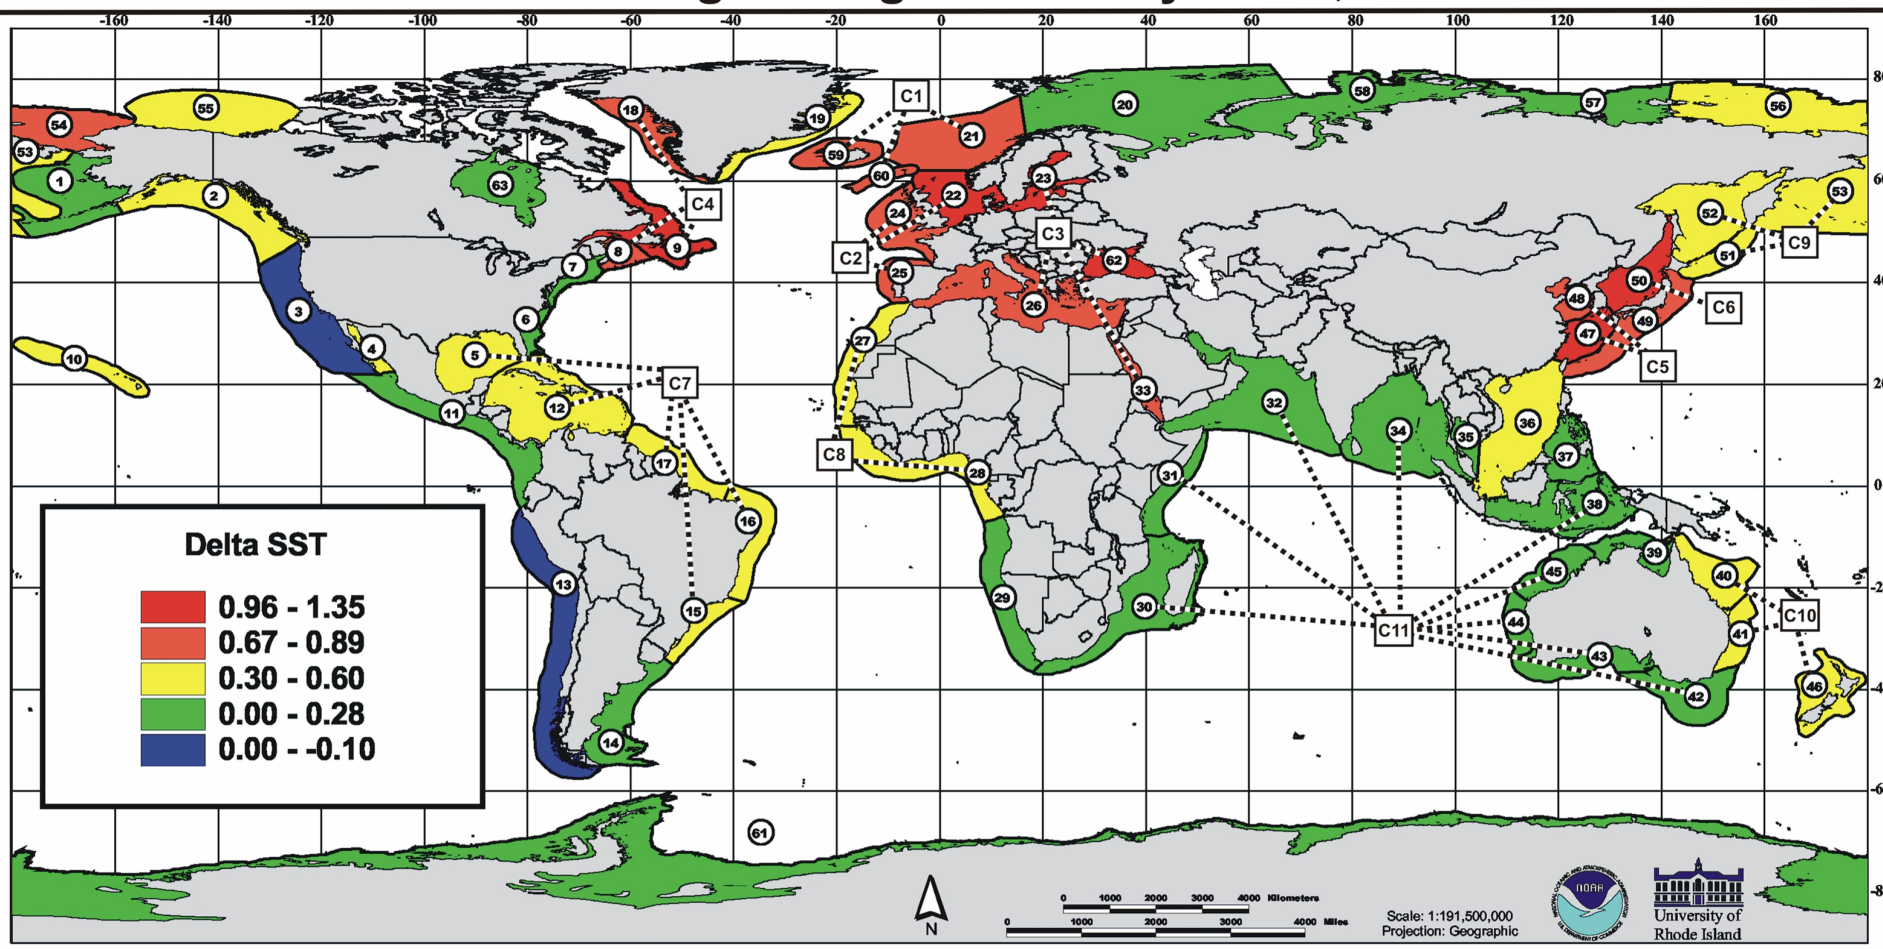 -160 -140 -120 -100 -80 -60 -40 -20 0 20 40 60 80 100 120 140 160
55 18 19 C1 20 58 57 56
54 59 21
53 60 23
1 2 63 22 53
C4 24 C3 52
8 9 C2 62 C9
7 25 51
3 26 48 50 C6
6 27 49
4 5 47
10 C7 33 C5
11 12 32 36
34 35
17 C8 28 37
31
16 38
39
Delta SST
0.96 - 1.35
0.67 - 0.89
0.30 - 0.60
0.00 - 0.28
0.00 - -0.10
13 45 40
15 29 30 C11 44 C10
41
43
46
42
14
61
0 1000 2000 3000 4000 Kilometers
0 1000 2000 3000 4000 Miles
N
Scale: 1:191,500,000
Projection: Geographic
NOAA
University of
Rhode Island